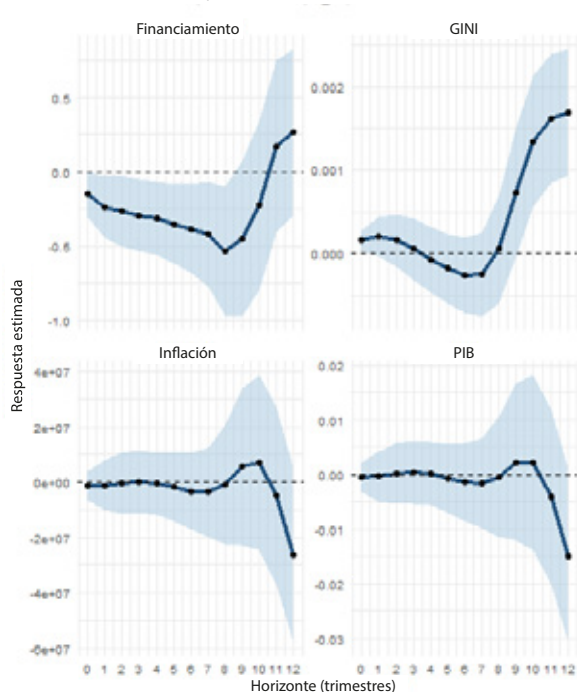 Financiamiento
GINI
0.5
0.0
-0.5
-1.0
0.002
0.001
0.000
Respuesta estimada
Inflación
PIB
4e+07
2e+07
0e+00
-2e+07
-4e+07
-6e+07
0.02
0.01
0.00
-0.01
-0.02
-0.03
0 1 2 3 4 5 6 7 8 9 10 11 12
0 1 2 3 4 5 6 7 8 9 10 11 12
Horizonte (trimestres)